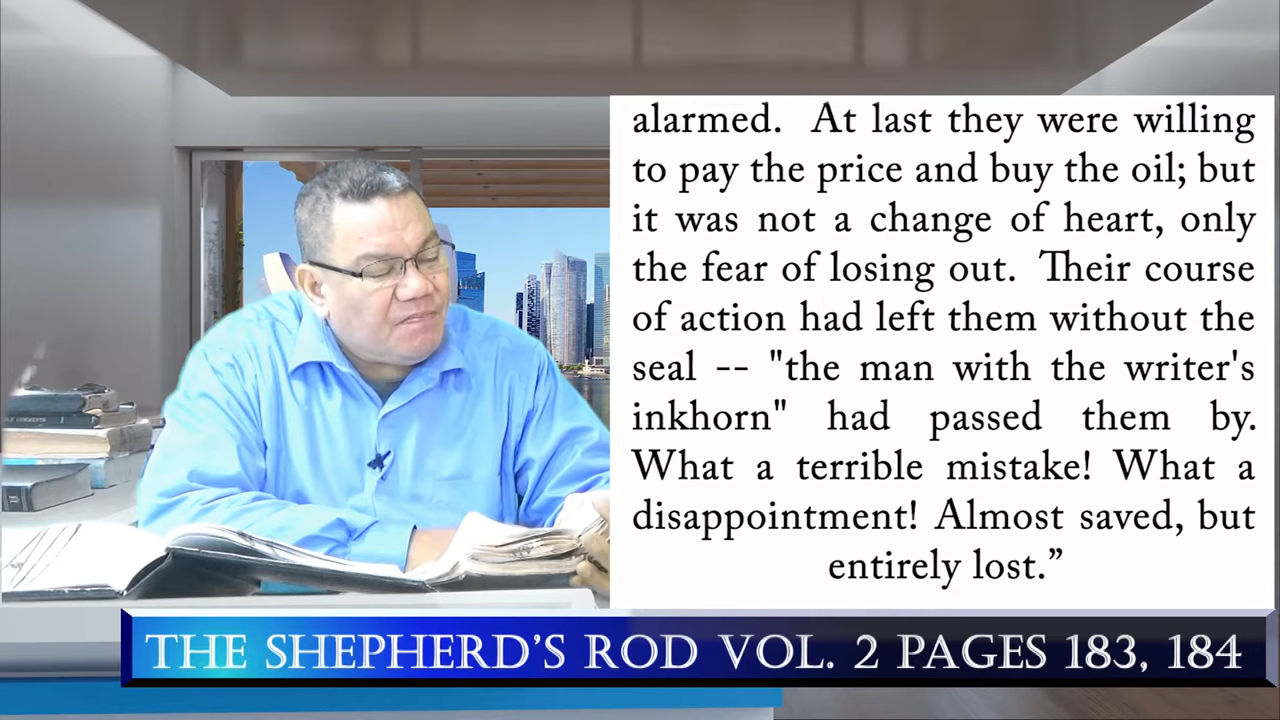 alarmed. At last they were willing
to pay the price and buy the oil; but
it was not a change of heart, only
the fear of losing out. Their course
of action had left them without the
seal -- "the man with the writer's
inkhorn" had passed them by.
What a terrible mistake! What a
disappointment! Almost saved, but
entirely lost.”
THE SHEPHERD’S ROD VOL. 2 PAGES 183, 184